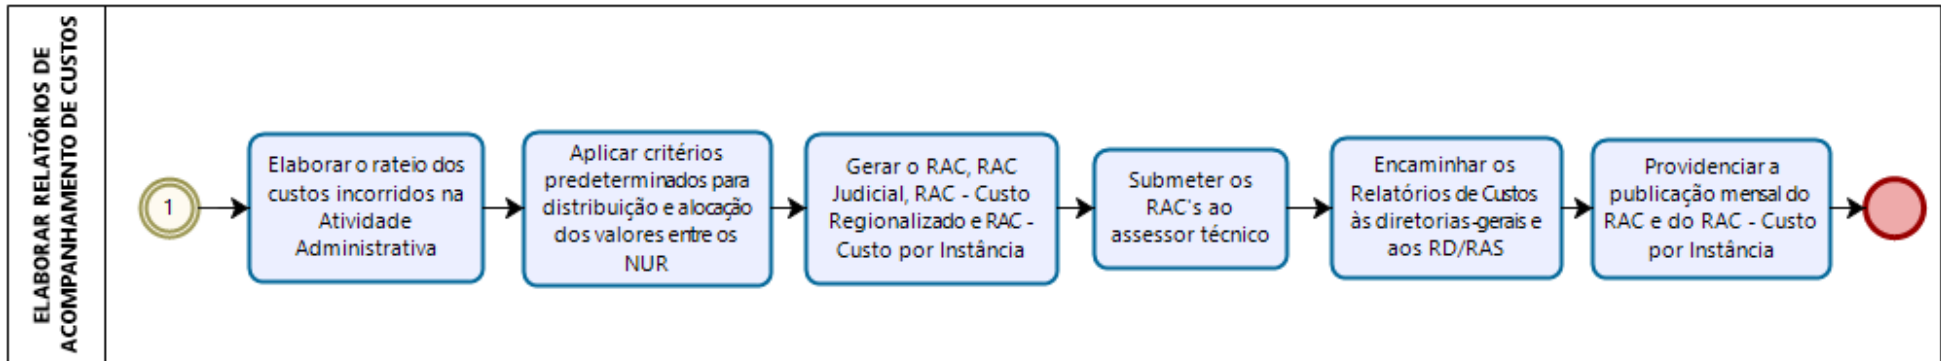 ELABORAR RELATÓRIOS DE
ACOMPANHAMENTO DE CUSTOS
1
Elaborar o rateio dos
custos incorridos na
Atividade
Administrativa
Aplicar critérios
predeterminados para
distribuição e alocação
dos valores entre os
NUR
Gerar o RAC, RAC
Judicial, RAC - Custo
Regionalizado e RAC -
Custo por Instância
Submeter os
RAC's ao
assessor técnico
Encaminhar os
Relatórios de Custos
às diretorias-gerais e
aos RD/RAS
Providenciar a
publicação mensal do
RAC e do RAC - Custo
por Instância